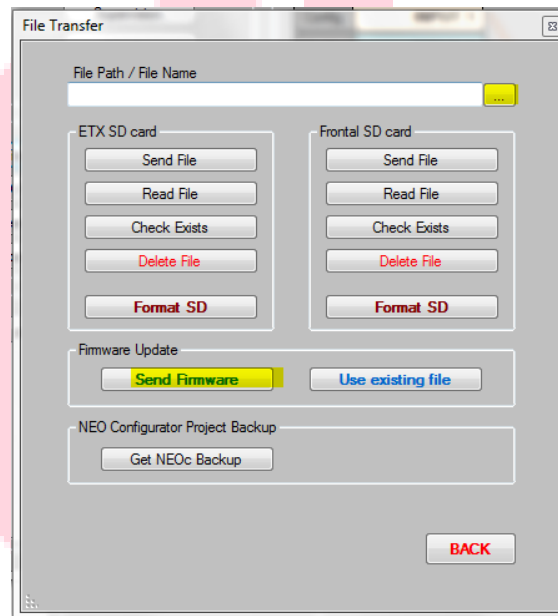 File Transfer
File Path / File Name
...
ETX SD card
Frontal SD card
Send File
Send File
Read File
Read File
Check Exists
Check Exists
Delete File
Delete File
Format SD
Format SD
Firmware Update
Send Firmware
Use existing file
NEO Configurator Project Backup
Get NEOc Backup
BACK